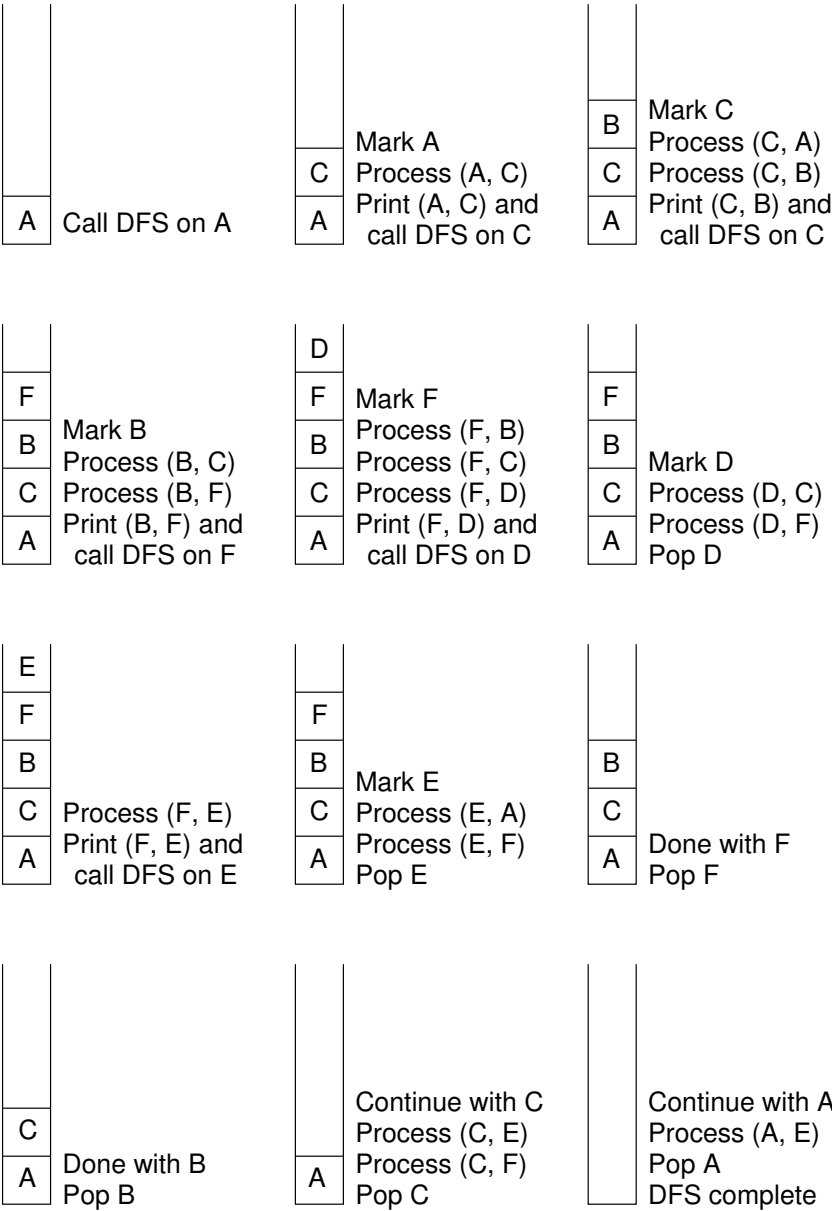 A
Call DFS on A
C
A
Mark A
Process (A, C)
Print (A, C) and
call DFS on C
B
C
A
Mark C
Process (C, A)
Process (C, B)
Print (C, B) and
call DFS on C
F
B
C
A
Mark B
Process (B, C)
Process (B, F)
Print (B, F) and
call DFS on F
D
F
B
C
A
Mark F
Process (F, B)
Process (F, C)
Process (F, D)
Print (F, D) and
call DFS on D
F
B
C
A
Mark D
Process (D, C)
Process (D, F)
Pop D
E
F
B
C
A
Process (F, E)
Print (F, E) and
call DFS on E
F
B
C
A
Mark E
Process (E, A)
Process (E, F)
Pop E
B
C
A
Done with F
Pop F
C
A
Done with B
Pop B
A
Continue with C
Process (C, E)
Process (C, F)
Pop C
Continue with A
Process (A, E)
Pop A
DFS complete